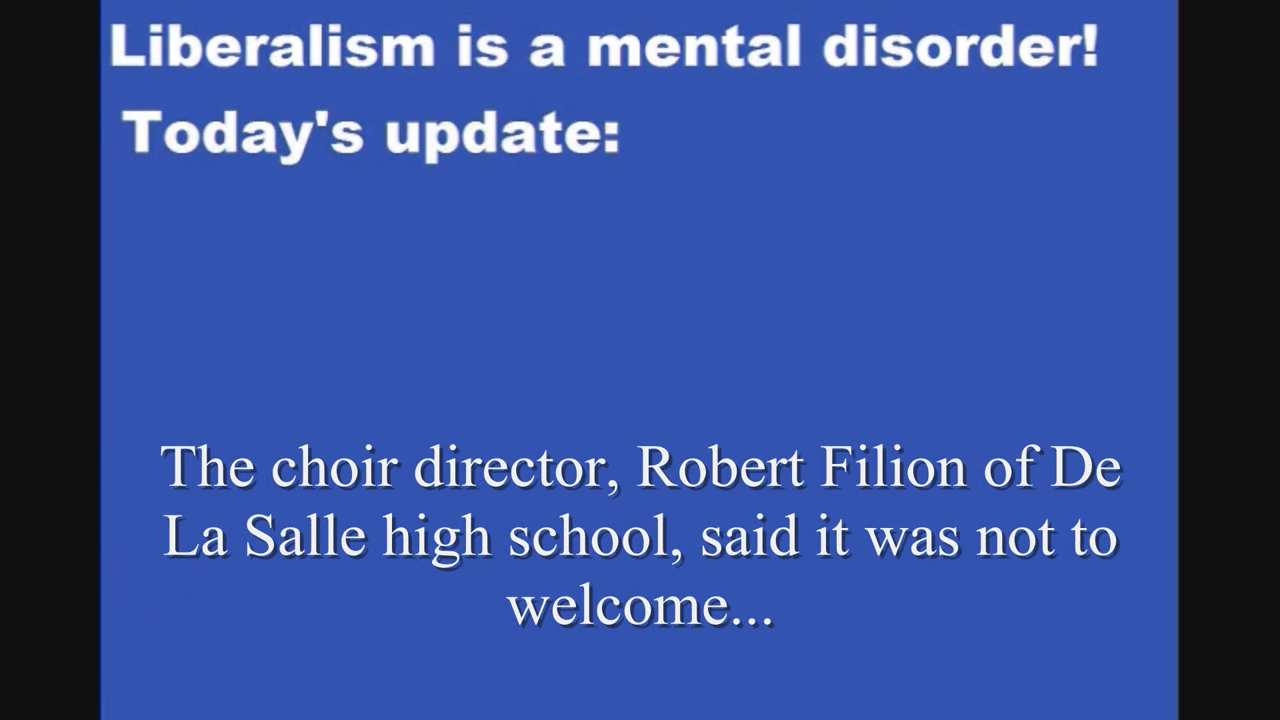 Liberalism is a mental disorder!
Today's update:
The choir director, Robert Filion of De
La Salle high school, said it was not to
welcome...